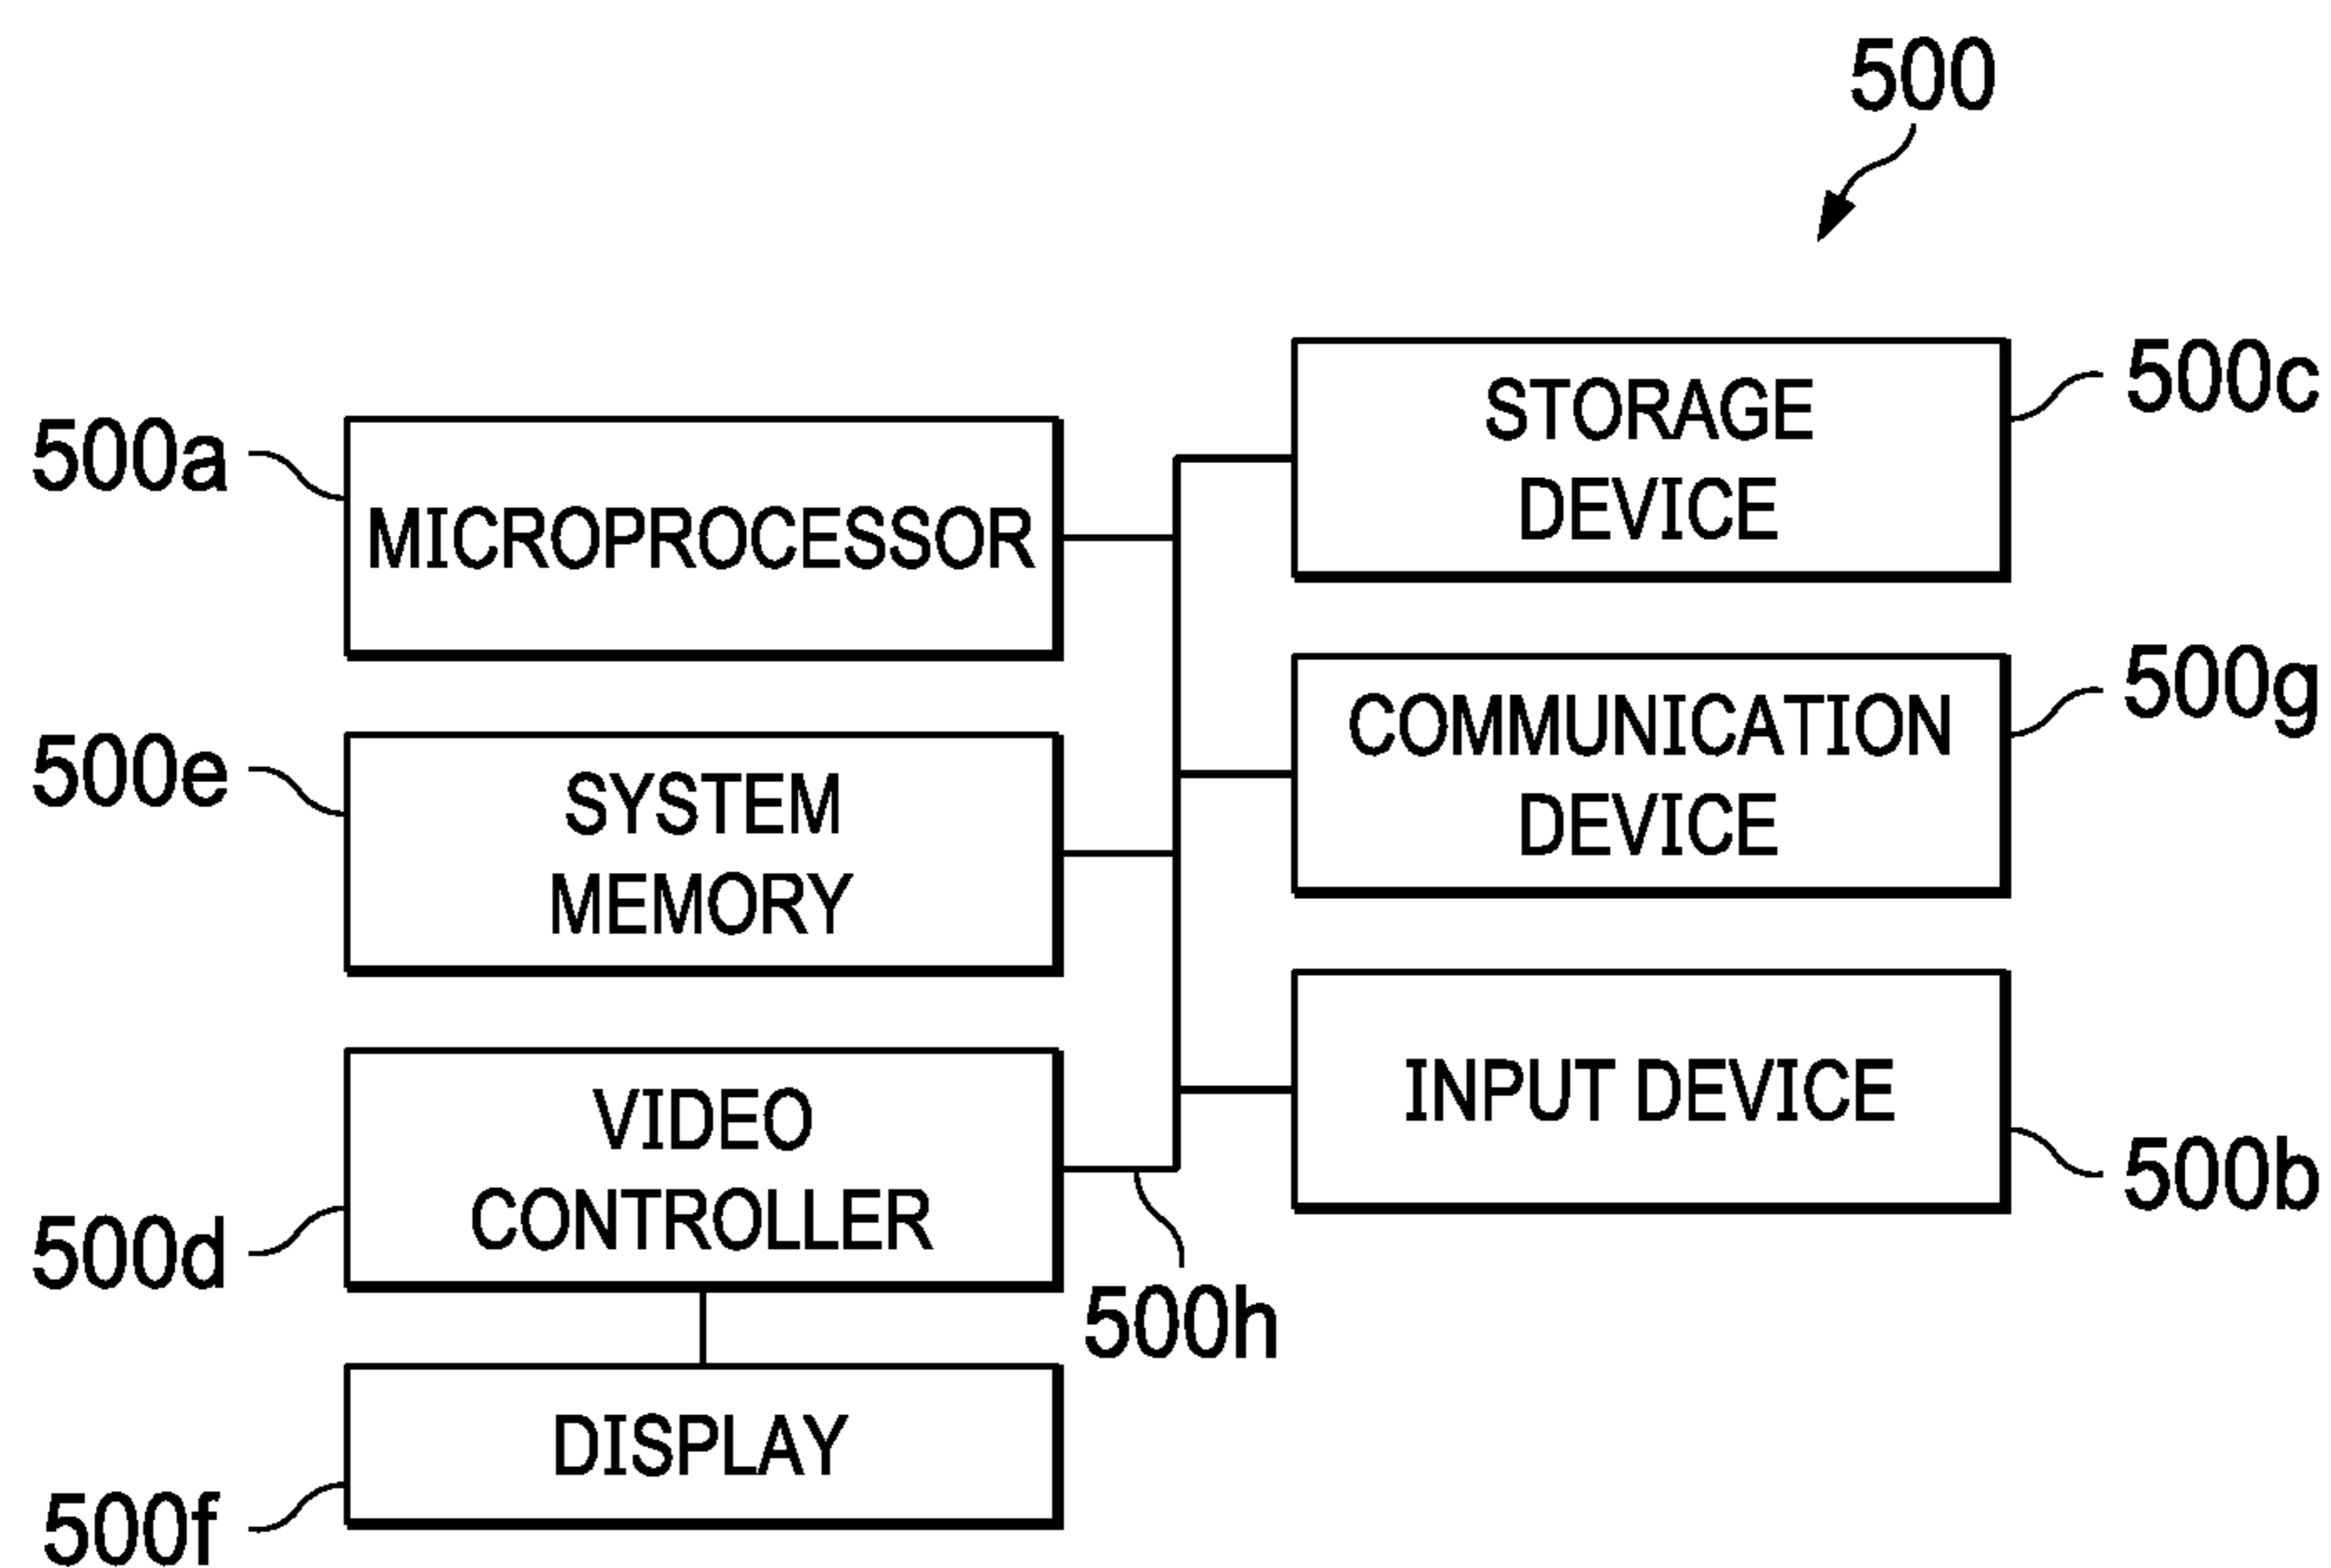 500
500a
MICROPROCESSOR
STORAGE
DEVICE
500c
500e
SYSTEM
MEMORY
COMMUNICATION
DEVICE
500g
500d
VIDEO
CONTROLLER
INPUT DEVICE
500b
500h
500f
DISPLAY